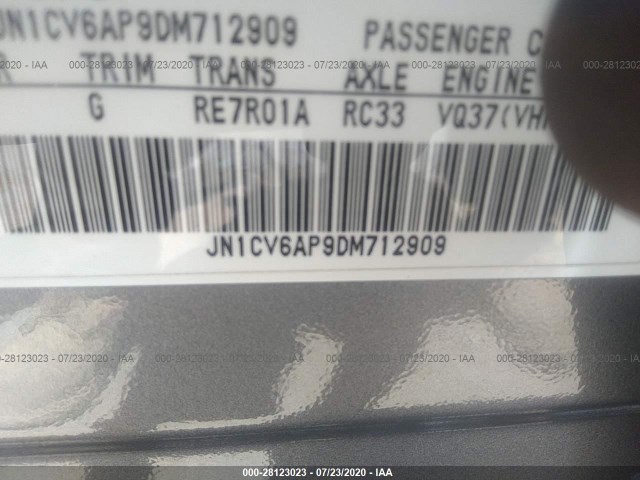 JN1CV6AP9DM712909 PASSENGER C
R TRIM TRANS AXLE ENGINE
G RE7R01A RC33 VQ37(VH
JN1CV6AP9DM712909
000-28123023 - 07/23/2020 - IAA